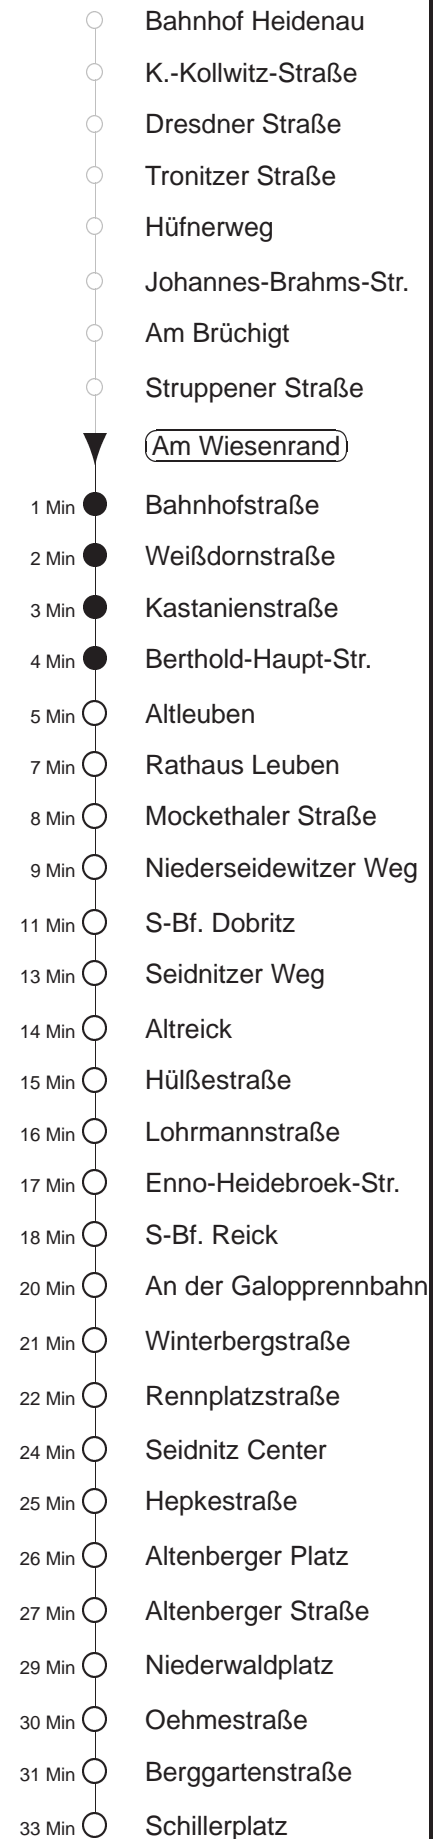 Bahnhof Heidenau
K.-Kollwitz-Straße
Dresdner Straße
Tronitzer Straße
Hüfnerweg
Johannes-Brahms-Str.
Am Brüchigt
Struppener Straße
Am Wiesenrand
1 Min Bahnhofstraße
2 Min Weißdornstraße
3 Min Kastanienstraße
4 Min Berthold-Haupt-Str.
5 Min Altleuben
7 Min Rathaus Leuben
8 Min Mockethaler Straße
9 Min Niederseidewitzer Weg
11 Min S-Bf. Dobritz
13 Min Seidnitzer Weg
14 Min Altreick
15 Min Hülßestraße
16 Min Lohrmannstraße
17 Min Enno-Heidebroek-Str.
18 Min S-Bf. Reick
20 Min An der Galopprennbahn
21 Min Winterbergstraße
22 Min Rennplatzstraße
24 Min Seidnitz Center
25 Min Hepkestraße
26 Min Altenberger Platz
27 Min Altenberger Straße
29 Min Niederwaldplatz
30 Min Oehmestraße
31 Min Berggartenstraße
33 Min Schillerplatz